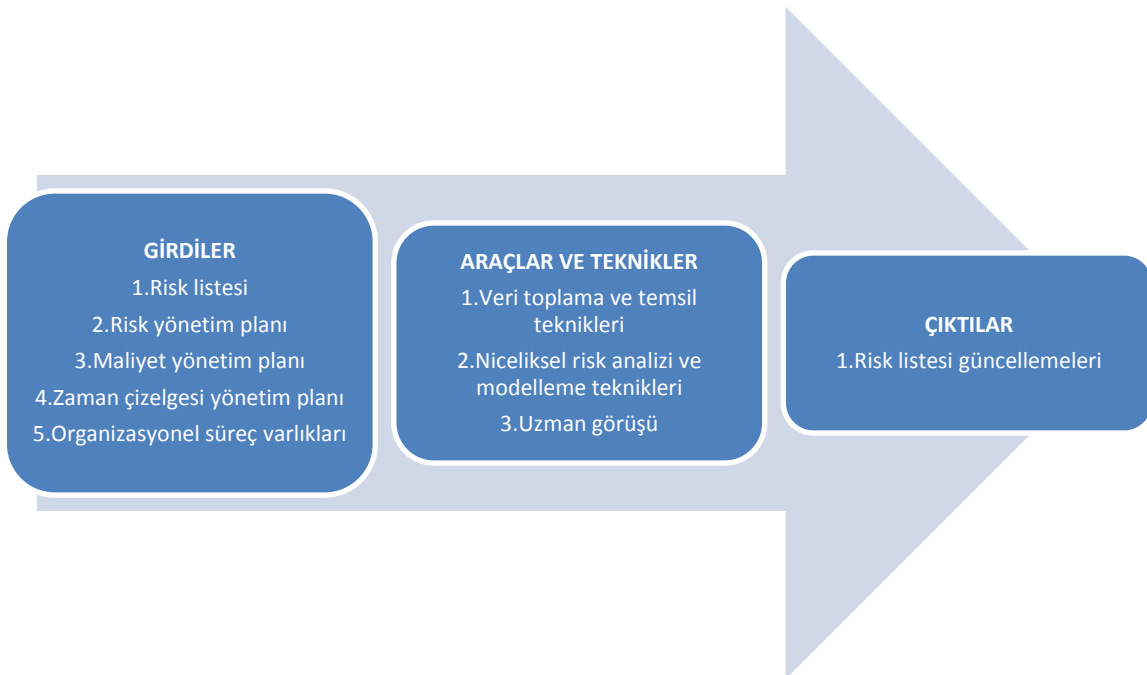 GİRDİLER
1.Risk listesi
2.Risk yönetim planı
3.Maliyet yönetim planı
4.Zaman çizelgesi yönetim planı
5.Organizasyonel süreç varlıkları
ARAÇLAR VE TEKNİKLER
1.Veri toplama ve temsil
teknikleri
2.Niceliksel risk analizi ve
modelleme teknikleri
3.Uzman görüşü
ÇIKTILAR
1.Risk listesi güncellemeleri